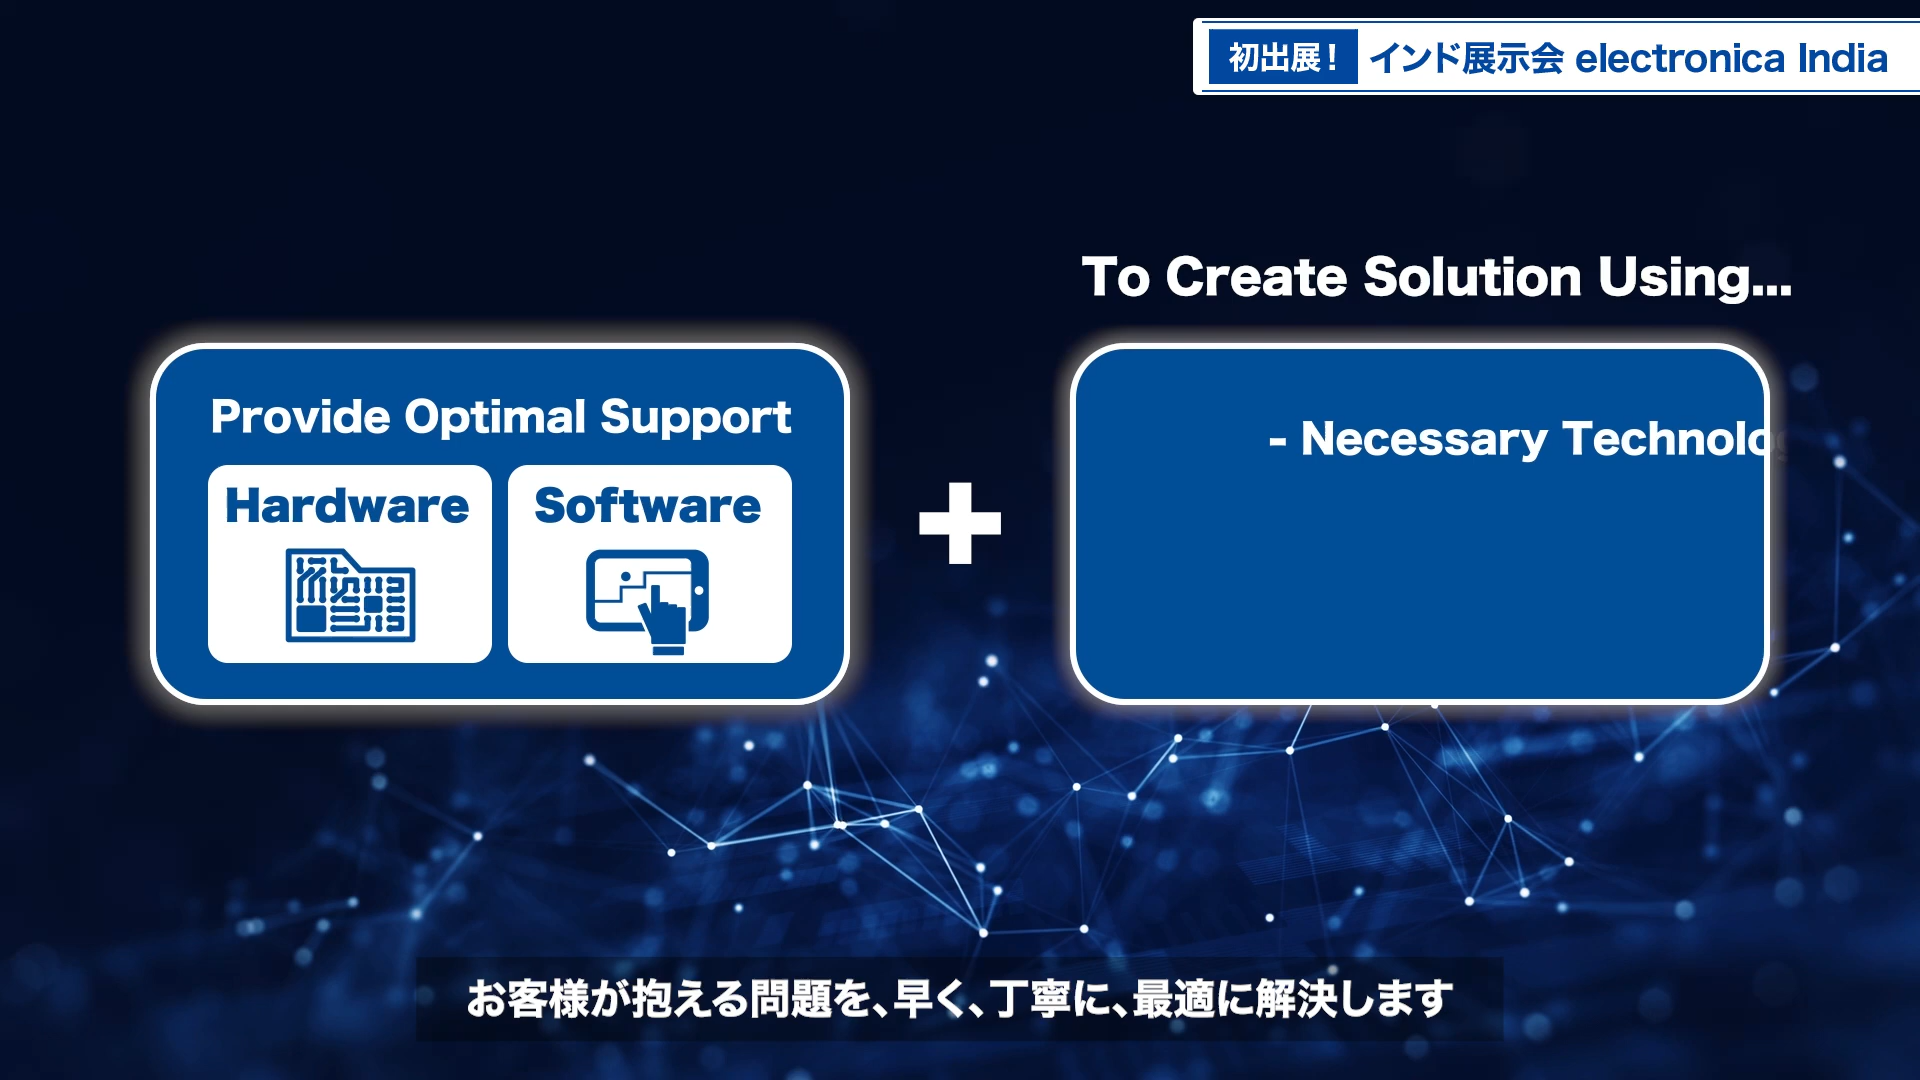 初出展! インド展示会 electronica India
To Create Solution Using...
Provide Optimal Support
- Necessary Technolog
Hardware
Software
お客様が抱える問題を、早く、丁寧に、最適に解決します